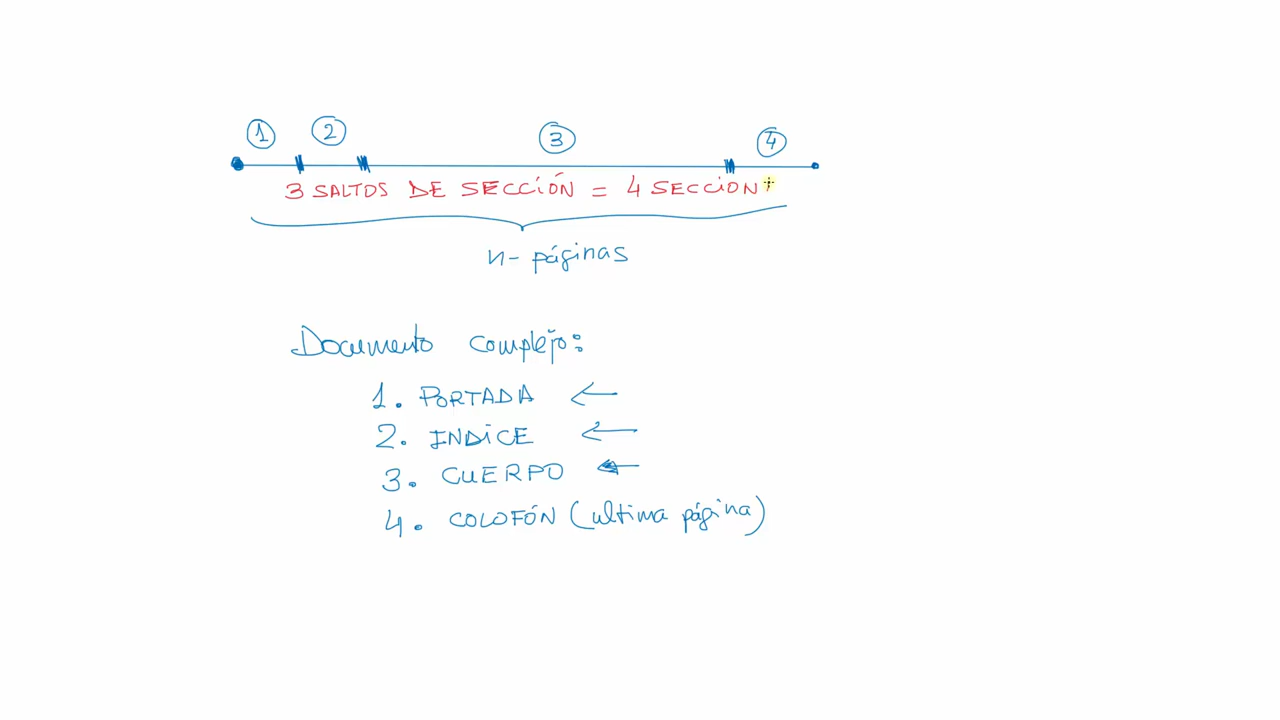 1 2 3 4
3 SALTOS DE SECCIÓN = 4 SECCION
n- páginas
Documento complejo:
1. PORTADA ←
2. INDICE ←
3. CUERPO ←
4. COLOFÓN (ultima página)